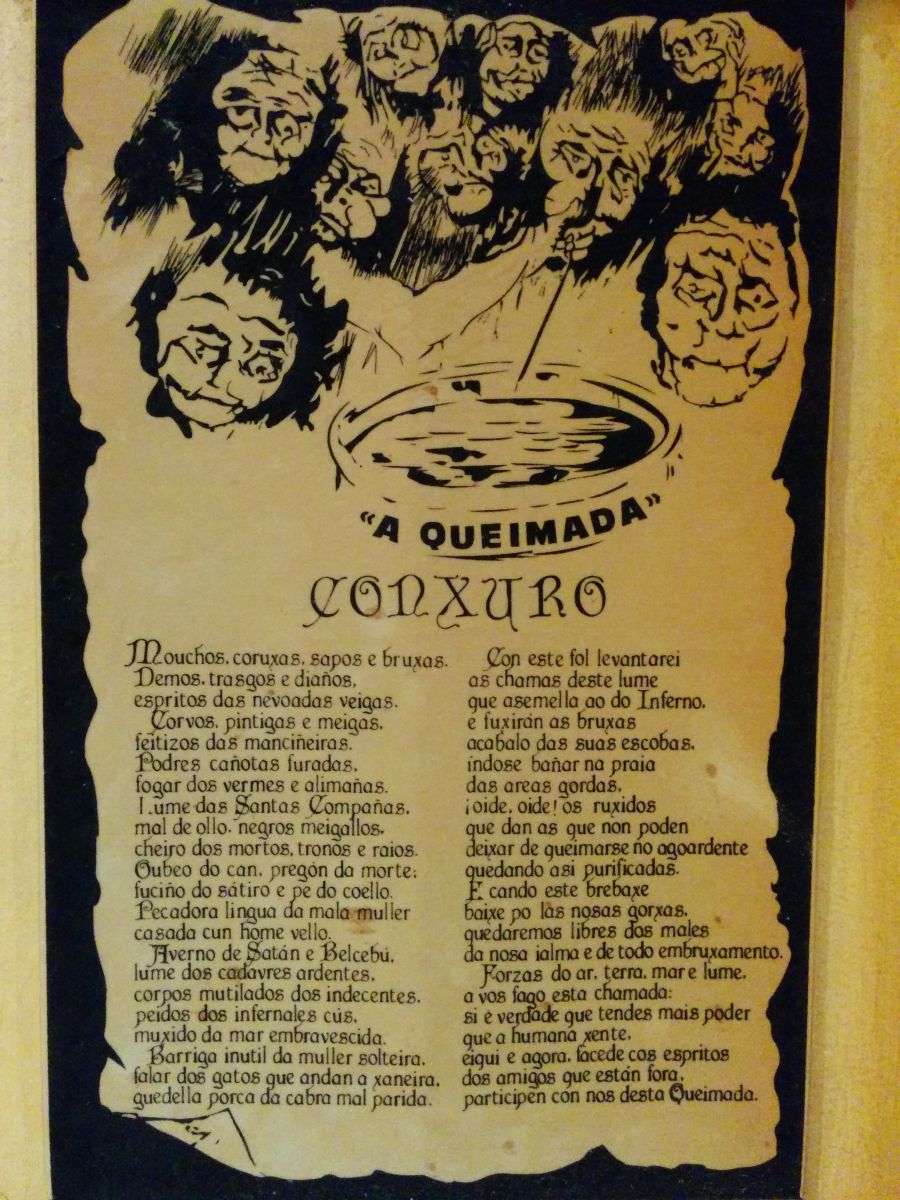 «A QUEIMADA»
CONXURO
Mouchos, coruxas, sapos e bruxas.
Demos, trasgos e diaños,
espritos das nevoadas veigas.
Corvos, pintigas e meigas,
feitizos das manciñeiras.
Podres cañotas furadas,
fogar dos vermes e alimañas.
Lume das Santas Compañas,
mal de ollo, negros meigallos,
cheiro dos mortos, tronos e raios.
Oubeo do can, pregón da morte;
fuciño do sátiro e pe do coello.
Pecadora lingua da mala muller
casada cun home vello.
Averno de Satán e Belcebú,
lume dos cadavres ardentes,
corpos mutilados dos indecentes,
peidos dos infernales cús,
muxido da mar embravescida.
Barriga inutil da muller solteira,
falar dos gatos que andan a xaneira,
guedella porca da cabra mal parida.
Con este fol levantarei
as chamas deste lume
que asemella ao do Inferno,
e fuxirán as bruxas
acabalo das suas escobas,
indose bañar na praia
das areas gordas,
¡oide, oide! os ruxidos
que dan as que non poden
deixar de queimarse no agoardente
quedando asi purificadas.
E cando este brebaxe
baixe po las nosas gorxas,
quedaremos libres dos males
da nosa ialma e de todo embruxamento.
Forzas do ar, terra, mar e lume,
a vos fago esta chamada:
si e verdade que tendes mais poder
que a humana xente,
eiqui e agora, facede cos espritos
dos amigos que están fora,
participen con nos desta Queimada.